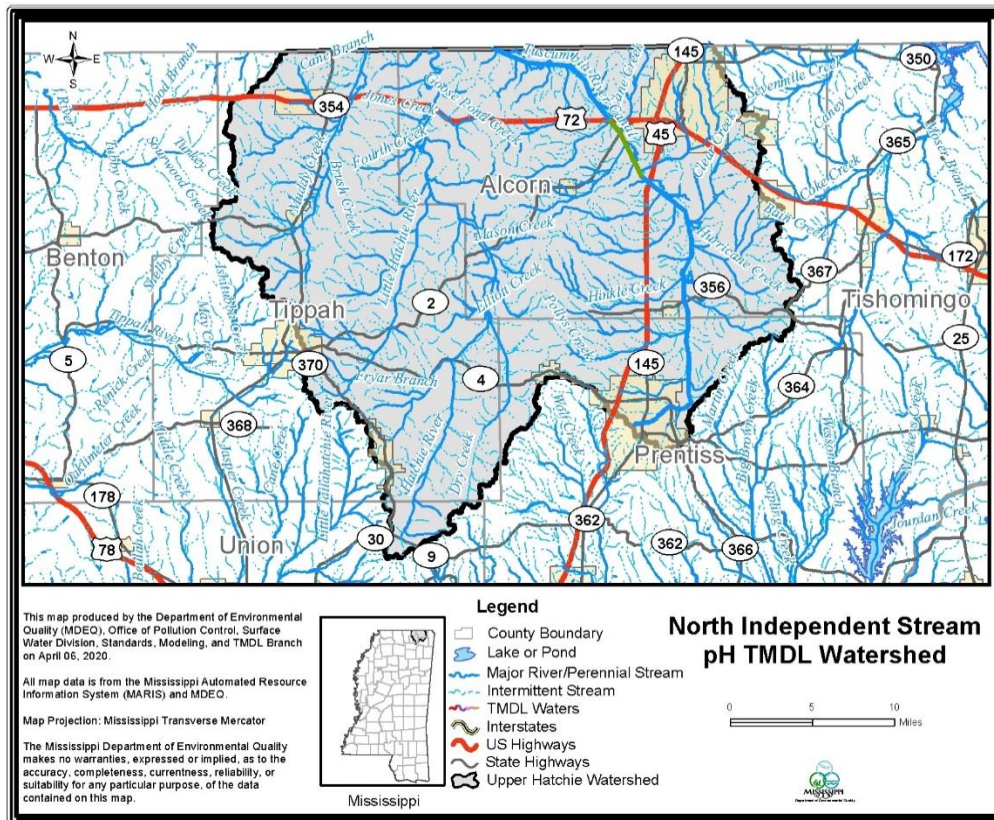 N
W E
S
Cane Branch
Tuscumbia River
145
350
354
72
45
365
Jones Creek
Fourth Creek
Alcorn
Muddy Creek
Brush Creek
Little Hatchie River
Mason Creek
Hurricane Creek
Benton
Shelby Creek
Tippah
2
Elliott Creek
Hinkle Creek
356
367
172
Tishomingo
Tippah River
5
370
4
Fryar Branch
145
25
364
Renick Creek
368
Hatchie River
Dry Creek
Prentiss
Middle Creek
178
78
Union
30
9
362
362
366
Jourdan Creek
This map produced by the Department of Environmental
Quality (MDEQ), Office of Pollution Control, Surface
Water Division, Standards, Modeling, and TMDL Branch
on April 06, 2020.
All map data is from the Mississippi Automated Resource
Information System (MARIS) and MDEQ.
Map Projection: Mississippi Transverse Mercator
The Mississippi Department of Environmental Quality
makes no warranties, expressed or implied, as to the
accuracy, completeness, currentness, reliability, or
suitability for any particular purpose, of the data
contained on this map.
Mississippi
Legend
County Boundary
Lake or Pond
Major River/Perennial Stream
Intermittent Stream
TMDL Waters
Interstates
US Highways
State Highways
Upper Hatchie Watershed
North Independent Stream
pH TMDL Watershed
0 5 10
Miles
MISSISSIPPI
Department of Environmental Quality